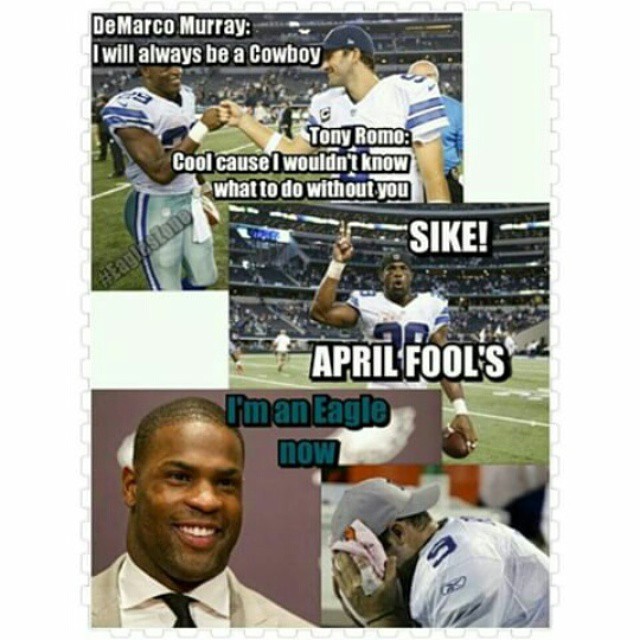 DeMarco Murray:
I will always be a Cowboy
Tony Romo:
Cool cause I wouldn't know
what to do without you
#EaglesZone
SIKE!
APRIL FOOL'S
I'm an Eagle
now